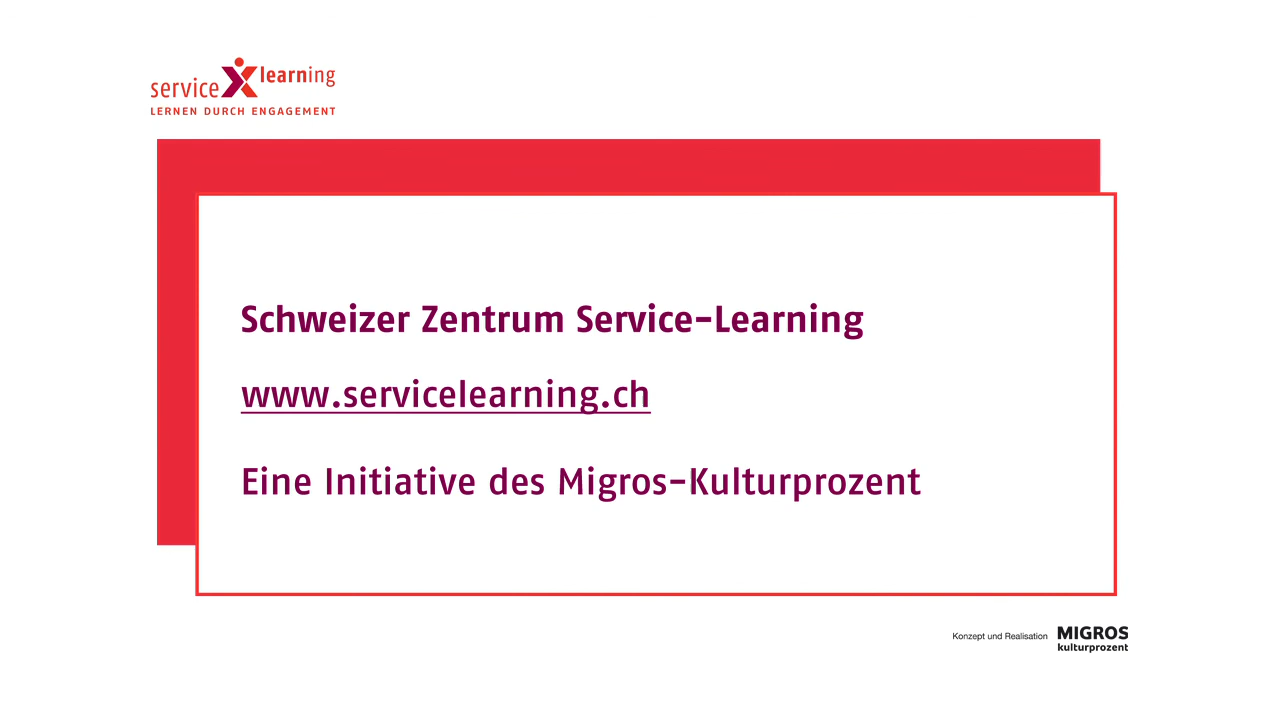 service learning
LERNEN DURCH ENGAGEMENT
Schweizer Zentrum Service-Learning
www.servicelearning.ch
Eine Initiative des Migros-Kulturprozent
Konzept und Realisation MIGROS
kulturprozent